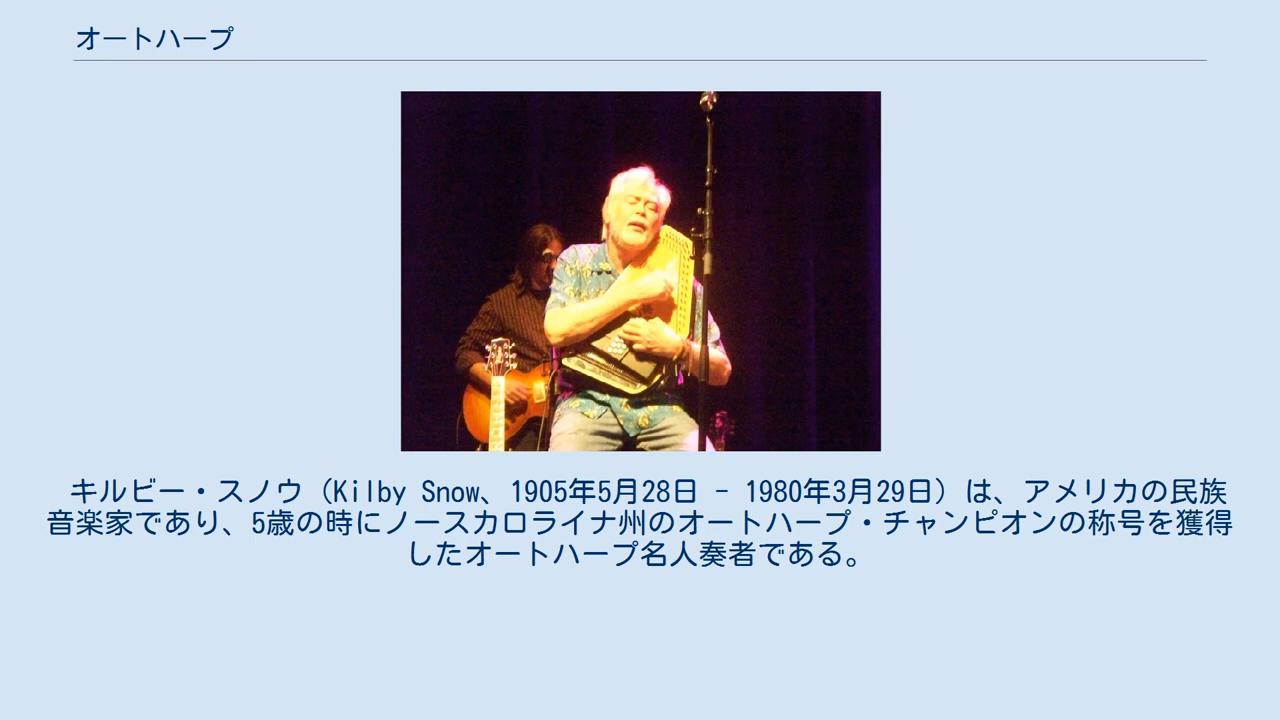 オートハープ
キルビー・スノウ（Kilby Snow、1905年5月28日 - 1980年3月29日）は、アメリカの民族
音楽家であり、5歳の時にノースカロライナ州のオートハープ・チャンピオンの称号を獲得
したオートハープ名人奏者である。